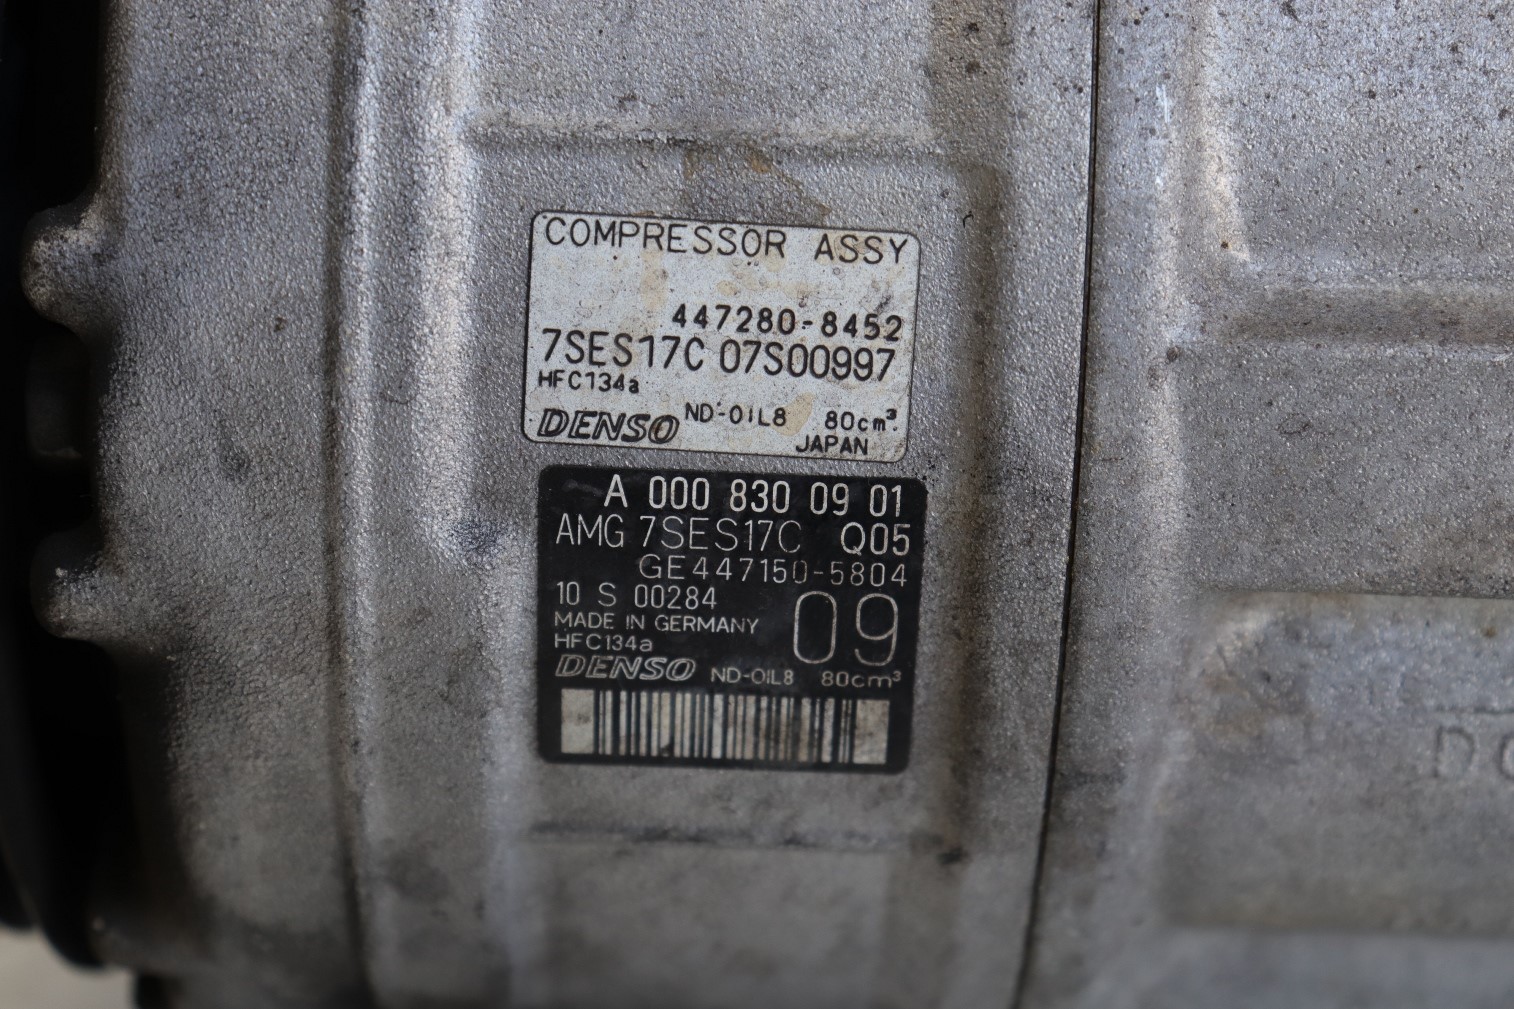 COMPRESSOR ASSY
447280-8452
7SES17C 07S00997
HFC134a
DENSO ND-OIL8 80cm³
JAPAN
A 000 830 09 01
AMG 7SES17C Q05
GE447150-5804
10 S 00284 09
MADE IN GERMANY
HFC134a
DENSO ND-OIL8 80cm³